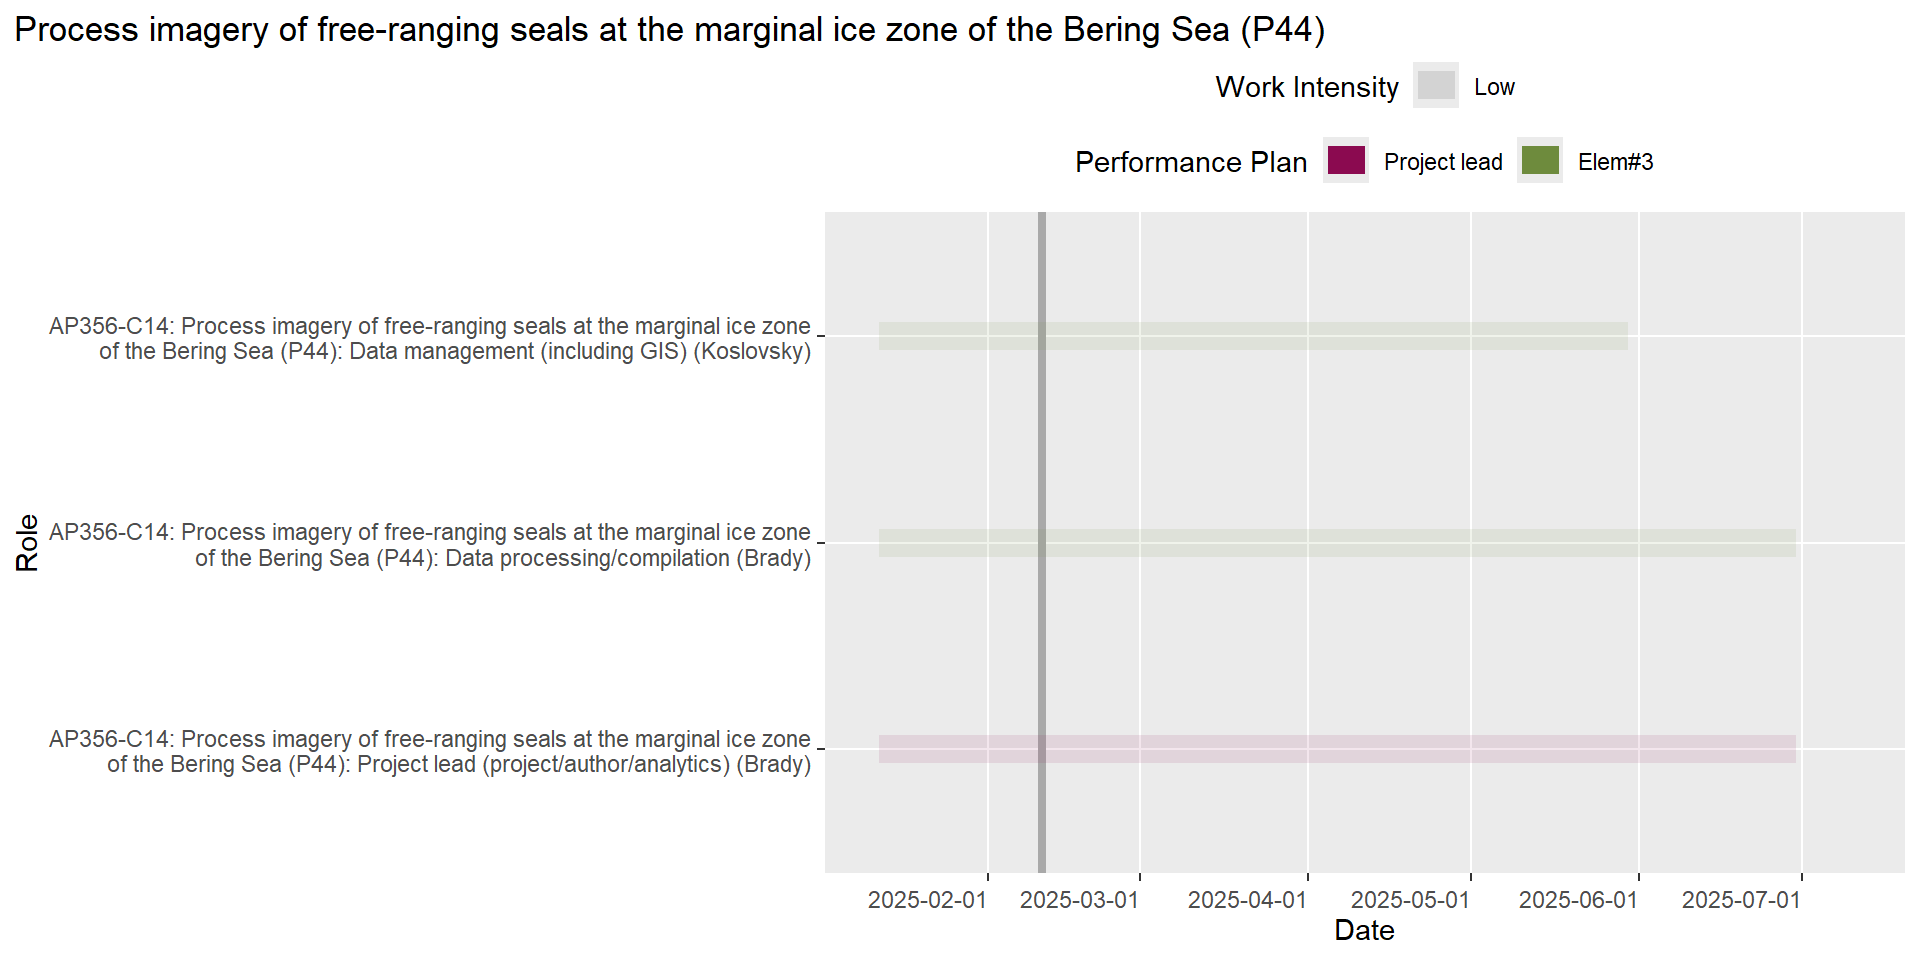 Process imagery of free-ranging seals at the marginal ice zone of the Bering Sea (P44)
Work Intensity Low
Performance Plan Project lead Elem#3
AP356-C14: Process imagery of free-ranging seals at the marginal ice zone
of the Bering Sea (P44): Data management (including GIS) (Koslovsky)
Role
AP356-C14: Process imagery of free-ranging seals at the marginal ice zone
of the Bering Sea (P44): Data processing/compilation (Brady)
AP356-C14: Process imagery of free-ranging seals at the marginal ice zone
of the Bering Sea (P44): Project lead (project/author/analytics) (Brady)
2025-02-01 2025-03-01 2025-04-01 2025-05-01 2025-06-01 2025-07-01
Date